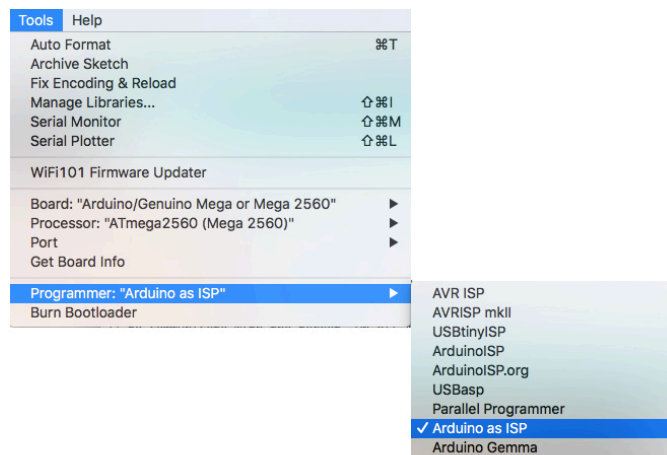 Tools Help
Auto Format ⌘T
Archive Sketch
Fix Encoding & Reload
Manage Libraries... ⇧⌘I
Serial Monitor ⇧⌘M
Serial Plotter ⇧⌘L
WiFi101 Firmware Updater
Board: "Arduino/Genuino Mega or Mega 2560" ▶
Processor: "ATmega2560 (Mega 2560)" ▶
Port ▶
Get Board Info
Programmer: "Arduino as ISP" ▶
Burn Bootloader
AVR ISP
AVRISP mkII
USBtinyISP
ArduinoISP
ArduinoISP.org
USBasp
Parallel Programmer
✓ Arduino as ISP
Arduino Gemma